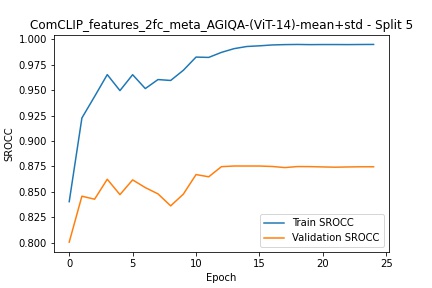 ComCLIP_features_2fc_meta_AGIQA-(ViT-14)-mean+std - Split 5
1.000
0.975
0.950
0.925
0.900
0.875
0.850
0.825
0.800
SROCC
0 5 10 15 20 25
Epoch
Train SROCC
Validation SROCC